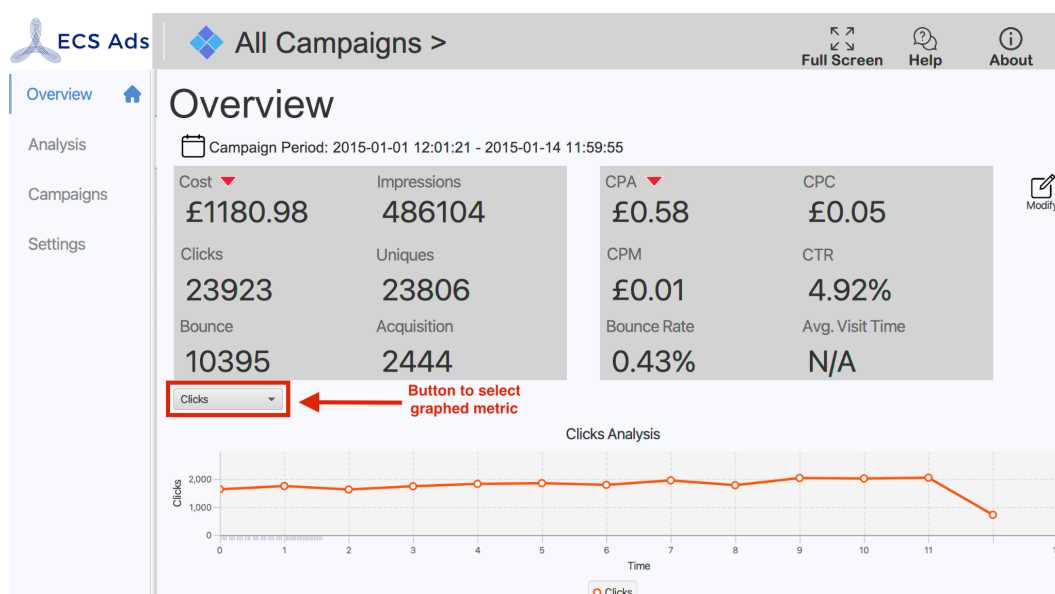 ECS Ads
All Campaigns >
Full Screen
Help
About
Overview
Analysis
Campaigns
Settings
Overview
Campaign Period: 2015-01-01 12:01:21 - 2015-01-14 11:59:55
Modify
Cost Impressions
£1180.98 486104
Clicks Uniques
23923 23806
Bounce Acquisition
10395 2444
CPA CPC
£0.58 £0.05
CPM CTR
£0.01 4.92%
Bounce Rate Avg. Visit Time
0.43% N/A
Clicks
Button to select
graphed metric
Clicks Analysis
Clicks
2,000
1,000
0
0 1 2 3 4 5 6 7 8 9 10 11
Time
Clicks